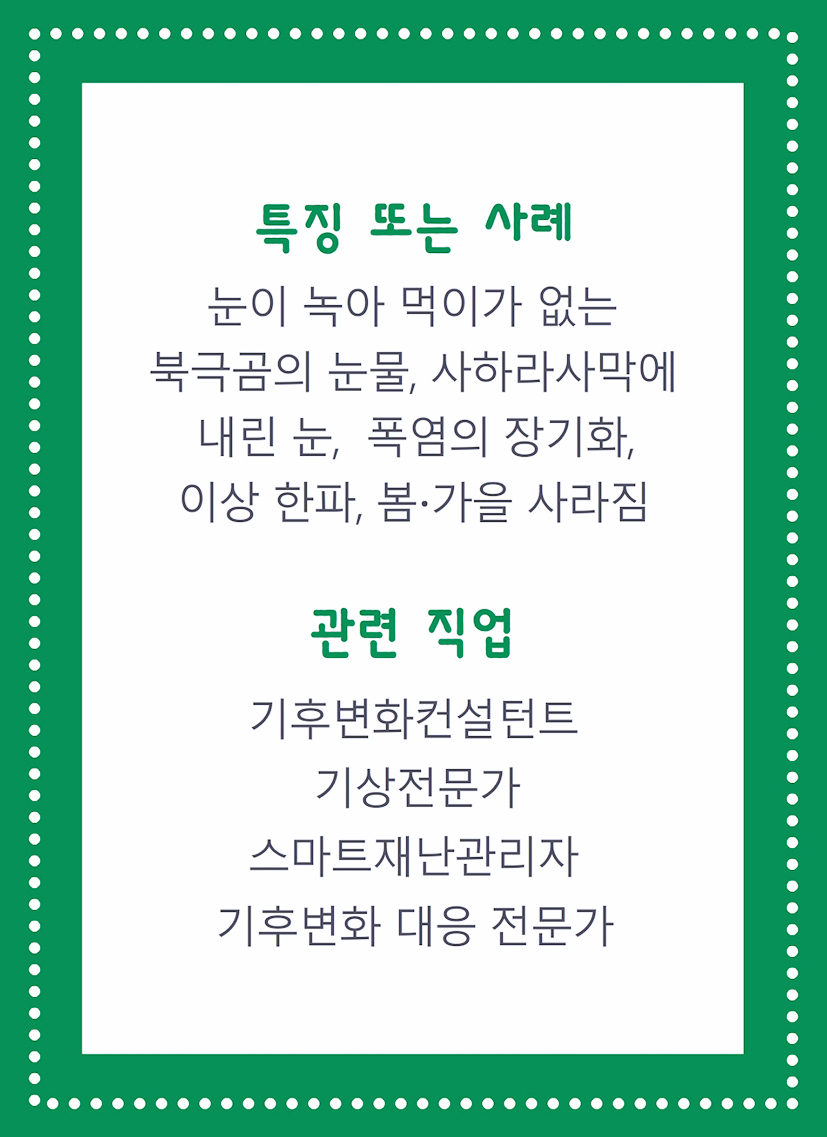 특징 또는 사례
눈이 녹아 먹이가 없는
북극곰의 눈물, 사하라사막에
내린 눈, 폭염의 장기화,
이상 한파, 봄·가을 사라짐
관련 직업
기후변화컨설턴트
기상전문가
스마트재난관리자
기후변화 대응 전문가